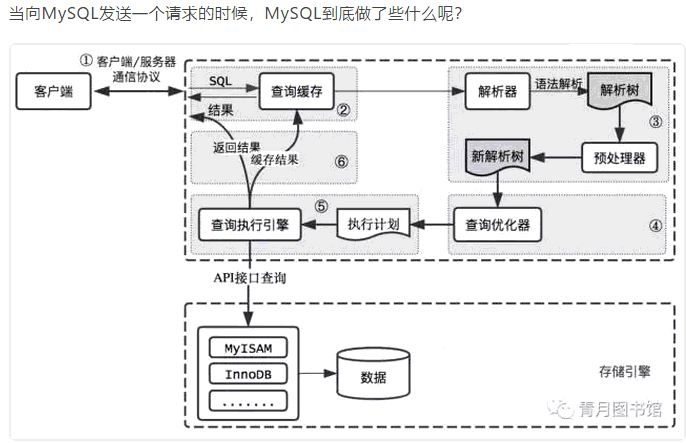 当向MySQL发送一个请求的时候，MySQL到底做了些什么呢？
① 客户端/服务器
通信协议
客户端
SQL
结果
查询缓存
②
解析器
语法解析
解析树
③
新解析树
预处理器
返回结果
缓存结果
⑥
查询执行引擎
⑤
执行计划
查询优化器
④
API接口查询
MyISAM
InnoDB
.......
数据
存储引擎
青月图书馆